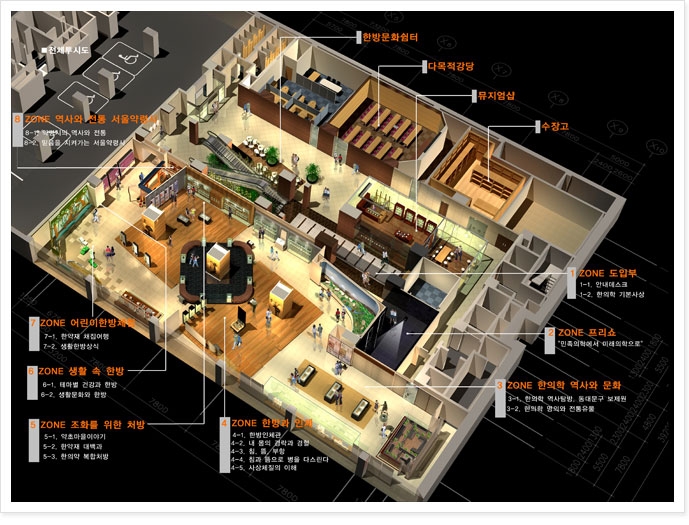 ■전체투시도
한방문화쉼터
다목적강당
뮤지엄샵
수장고
8 ZONE 역사와 전통 서울약령시
8-1. 약령시의 역사와 전통
8-2. 믿음을 지켜가는 서울약령시
1 ZONE 도입부
1-1. 안내데스크
1-2. 한의학 기본사상
2 ZONE 프리쇼
"민족의학에서 미래의학으로"
3 ZONE 한의학 역사와 문화
3-1. 한의학 역사탐방, 동대문구 보제원
3-2. 한의학 명의와 전통유물
7 ZONE 어린이한방체험
7-1. 한약재 채집여행
7-2. 생활한방상식
6 ZONE 생활 속 한방
6-1. 테마별 건강과 한방
6-2. 생활문화와 한방
5 ZONE 조화를 위한 처방
5-1. 약초마을이야기
5-2. 한약재 대백과
5-3. 한의약 복합처방
4 ZONE 한방과 인체
4-1. 한방인체관
4-2. 내 몸의 경락과 경혈
4-3. 침, 뜸, 부항
4-4. 침과 뜸으로 병을 다스린다
4-5. 사상체질의 이해